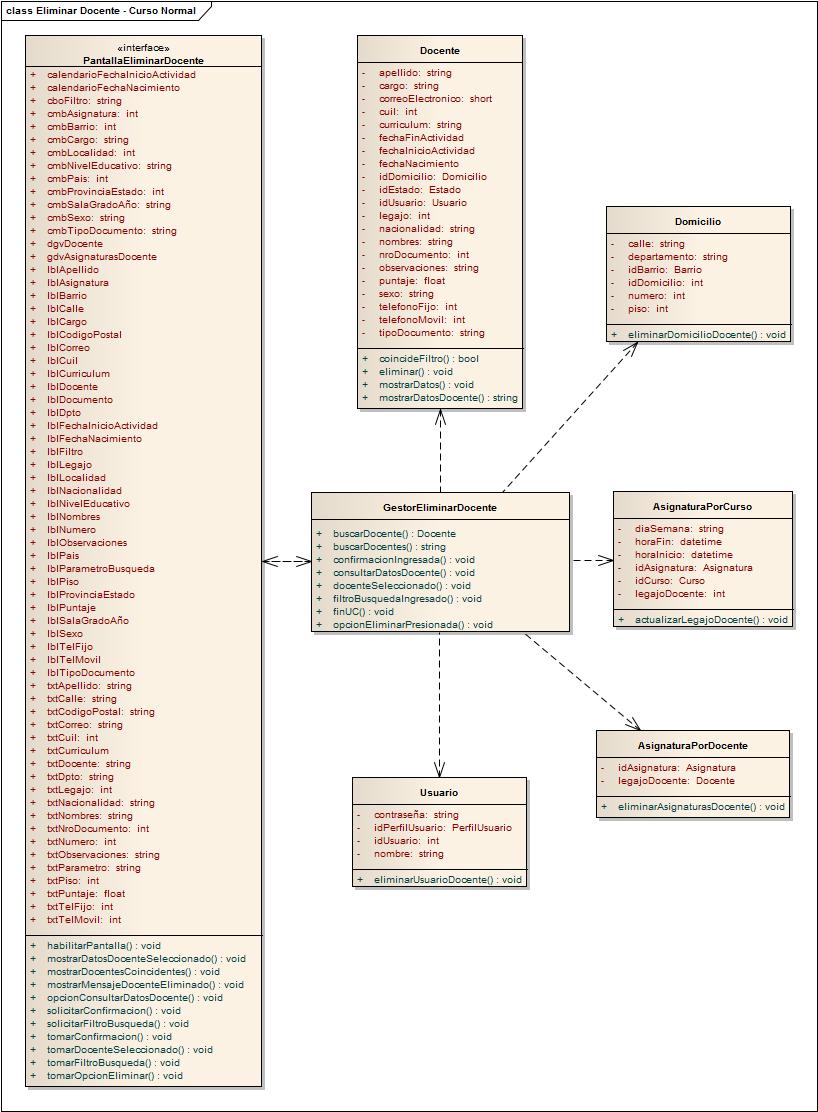 class Eliminar Docente - Curso Normal
«interface»
PantallaEliminarDocente
+ calendarioFechaInicioActividad
+ calendarioFechaNacimiento
+ cboFiltro: string
+ cmbAsignatura: int
+ cmbBarrio: int
+ cmbCargo: string
+ cmbLocalidad: int
+ cmbNivelEducativo: string
+ cmbPais: int
+ cmbProvinciaEstado: int
+ cmbSalaGradoAño: string
+ cmbSexo: string
+ cmbTipoDocumento: string
+ dgvDocente
+ gdvAsignaturasDocente
+ lblApellido
+ lblAsignatura
+ lblBarrio
+ lblCalle
+ lblCargo
+ lblCodigoPostal
+ lblCorreo
+ lblCuil
+ lblCurriculum
+ lblDocente
+ lblDocumento
+ lblDpto
+ lblFechaInicioActividad
+ lblFechaNacimiento
+ lblFiltro
+ lblLegajo
+ lblLocalidad
+ lblNacionalidad
+ lblNivelEducativo
+ lblNombres
+ lblNumero
+ lblObservaciones
+ lblPais
+ lblParametroBusqueda
+ lblPiso
+ lblProvinciaEstado
+ lblPuntaje
+ lblSalaGradoAño
+ lblSexo
+ lblTelFijo
+ lblTelMovil
+ lblTipoDocumento
+ txtApellido: string
+ txtCalle: string
+ txtCodigoPostal: string
+ txtCorreo: string
+ txtCuil: int
+ txtCurriculum
+ txtDocente: string
+ txtDpto: string
+ txtLegajo: int
+ txtNacionalidad: string
+ txtNombres: string
+ txtNroDocumento: int
+ txtNumero: int
+ txtObservaciones: string
+ txtParametro: string
+ txtPiso: int
+ txtPuntaje: float
+ txtTelFijo: int
+ txtTelMovil: int
+ habilitarPantalla() : void
+ mostrarDatosDocenteSeleccionado() : void
+ mostrarDocentesCoincidentes() : void
+ mostrarMensajeDocenteEliminado() : void
+ opcionConsultarDatosDocente() : void
+ solicitarConfirmacion() : void
+ solicitarFiltroBusqueda() : void
+ tomarConfirmacion() : void
+ tomarDocenteSeleccionado() : void
+ tomarFiltroBusqueda() : void
+ tomarOpcionEliminar() : void
Docente
- apellido: string
- cargo: string
- correoElectronico: short
- cuil: int
- curriculum: string
- fechaFinActividad
- fechaInicioActividad
- fechaNacimiento
- idDomicilio: Domicilio
- idEstado: Estado
- idUsuario: Usuario
- legajo: int
- nacionalidad: string
- nombres: string
- nroDocumento: int
- observaciones: string
- puntaje: float
- sexo: string
- telefonoFijo: int
- telefonoMovil: int
- tipoDocumento: string
+ coincideFiltro() : bool
+ eliminar() : void
+ mostrarDatos() : void
+ mostrarDatosDocente() : string
Domicilio
- calle: string
- departamento: string
- idBarrio: Barrio
- idDomicilio: int
- numero: int
- piso: int
+ eliminarDomicilioDocente() : void
GestorEliminarDocente
+ buscarDocente() : Docente
+ buscarDocentes() : string
+ confirmacionIngresada() : void
+ consultarDatosDocente() : void
+ docenteSeleccionado() : void
+ filtroBusquedaIngresado() : void
+ finUC() : void
+ opcionEliminarPresionada() : void
AsignaturaPorCurso
- diaSemana: string
- horaFin: datetime
- horaInicio: datetime
- idAsignatura: Asignatura
- idCurso: Curso
- legajoDocente: int
+ actualizarLegajoDocente() : void
AsignaturaPorDocente
- idAsignatura: Asignatura
- legajoDocente: Docente
+ eliminarAsignaturasDocente() : void
Usuario
- contraseña: string
- idPerfilUsuario: PerfilUsuario
- idUsuario: int
- nombre: string
+ eliminarUsuarioDocente() : void